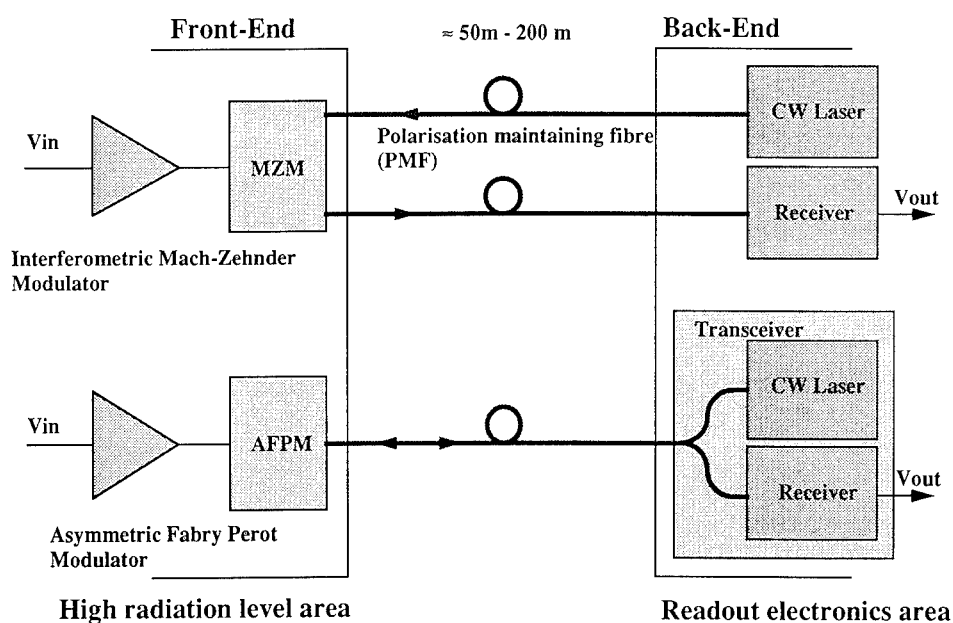 Front-End
≈ 50m - 200 m
Back-End
CW Laser
Vin
MZM
Polarisation maintaining fibre
(PMF)
Receiver
Vout
Interferometric Mach-Zehnder
Modulator
Transceiver
CW Laser
Vin
AFPM
Receiver
Vout
Asymmetric Fabry Perot
Modulator
High radiation level area
Readout electronics area